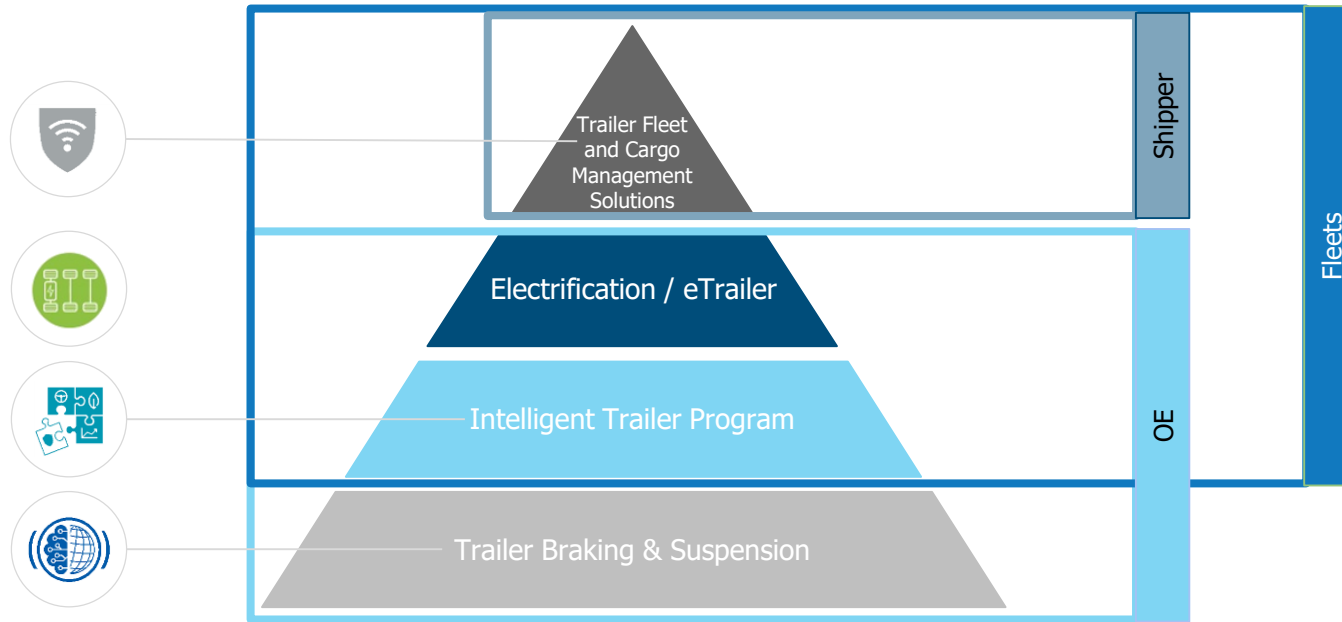 Trailer Fleet
and Cargo
Management
Solutions
Shipper
Electrification / eTrailer
Fleets
Intelligent Trailer Program
OE
Trailer Braking & Suspension